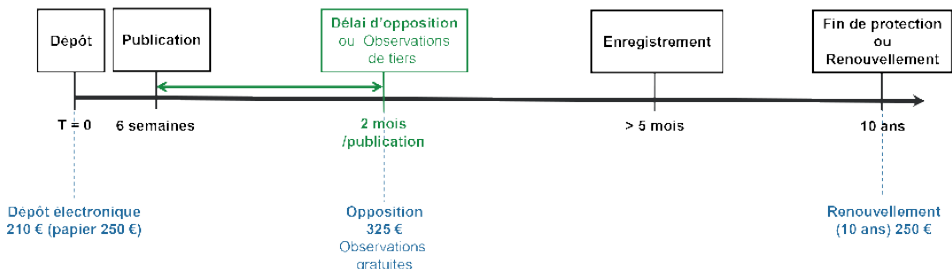 Dépôt
Publication
Délai d'opposition
ou Observations
de tiers
Enregistrement
Fin de protection
ou
Renouvellement
T = 0
6 semaines
2 mois
/publication
> 5 mois
10 ans
Dépôt électronique
210 € (papier 250 €)
Opposition
325 €
Observations
gratuites
Renouvellement
(10 ans) 250 €